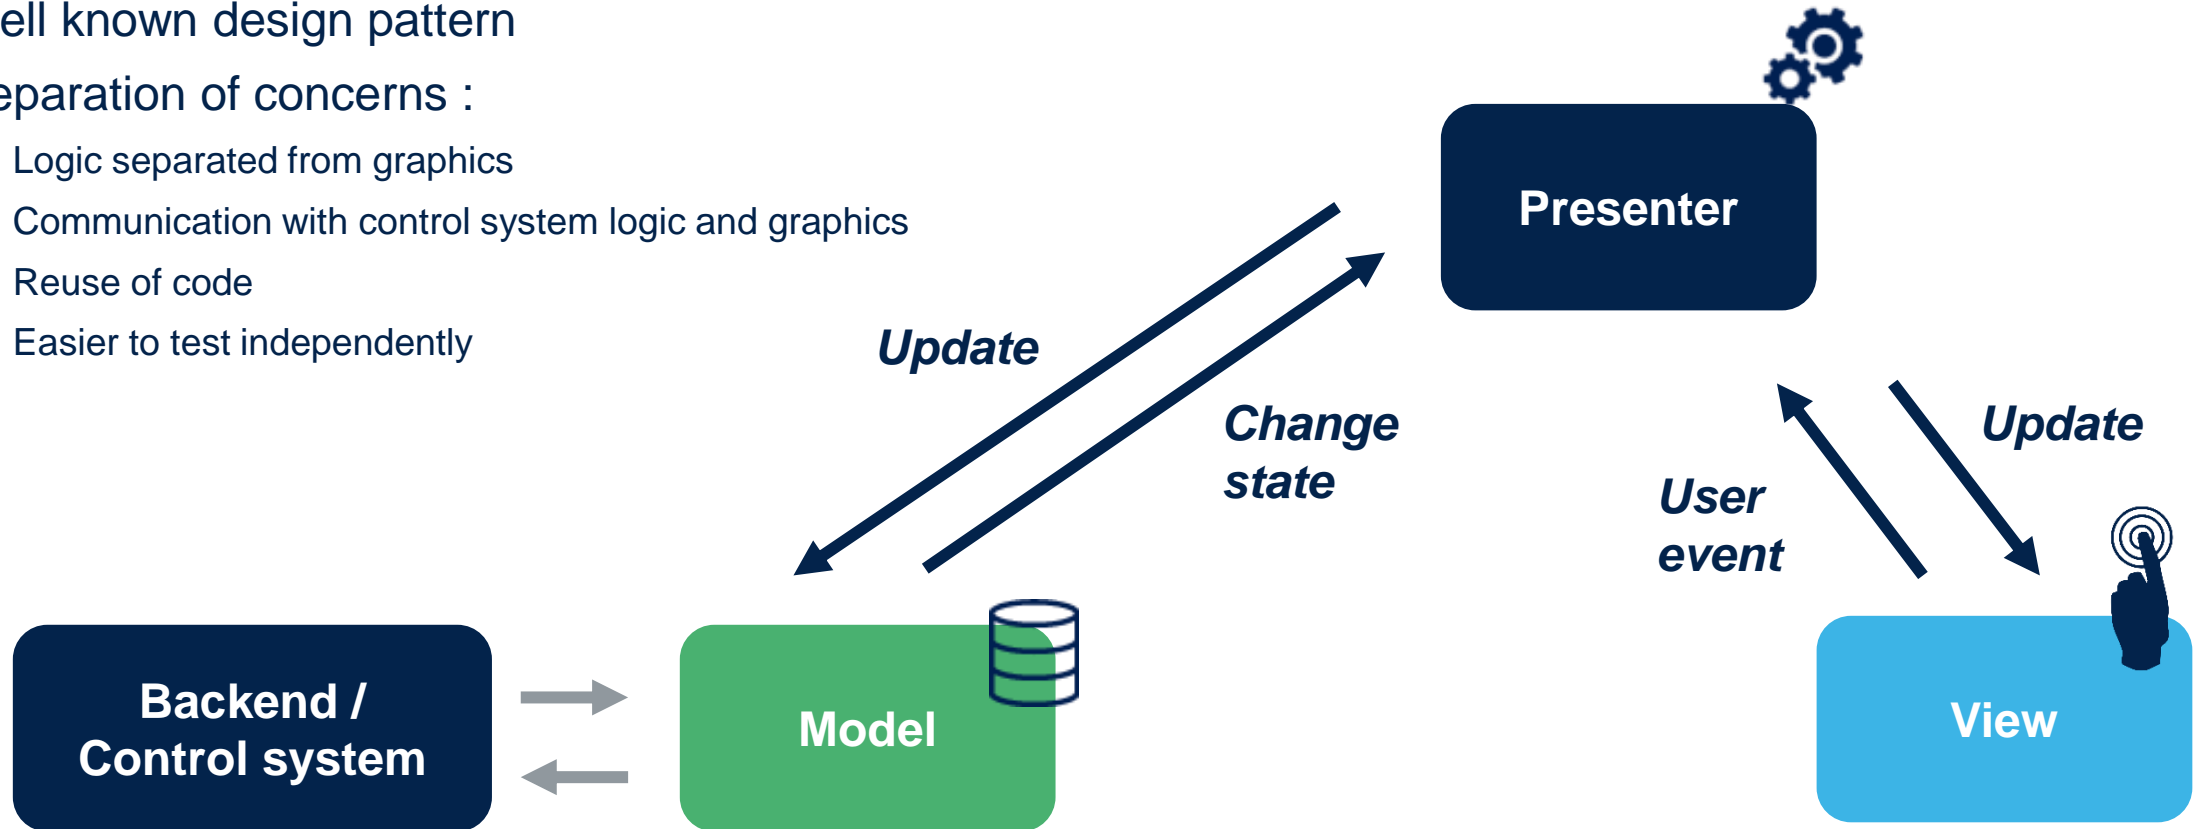 ell known design pattern
eparation of concerns :
Logic separated from graphics
Communication with control system logic and graphics
Reuse of code
Easier to test independently
Presenter
Update
Change
state
Update
User
event
Backend /
Control system
Model
View